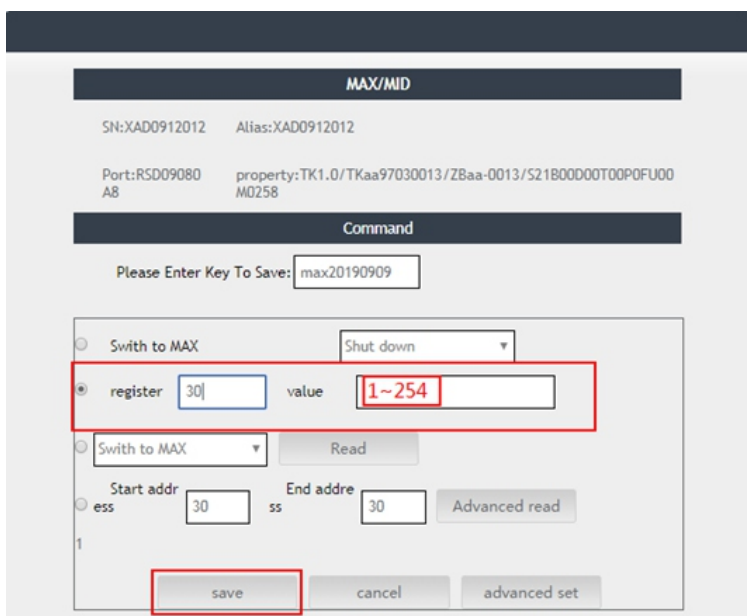 MAX/MID
SN:XAD0912012 Alias:XAD0912012
Port:RSD09080 property:TK1.0/TKaa97030013/ZBaa-0013/S21B00D00T00P0FU00
A8 M0258
Command
Please Enter Key To Save: max20190909
Swith to MAX Shut down
register 30 value 1~254
Swith to MAX Read
Start addr End addre
ess 30 ss 30 Advanced read
1
save cancel advanced set